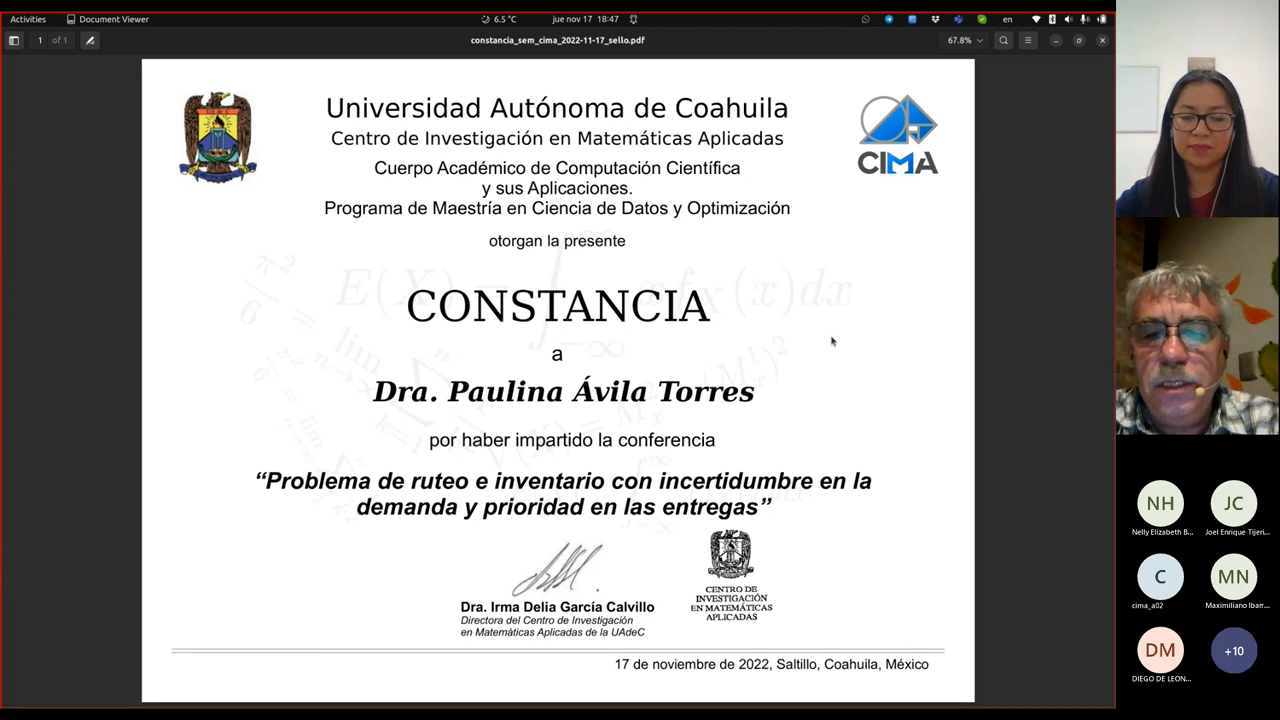 Activities
Document Viewer
6.5 °C
jue nov 17 18:47
en
1 of 1
constancia_sem_cima_2022-11-17_sello.pdf
67.8%
Universidad Autónoma de Coahuila
Centro de Investigación en Matemáticas Aplicadas
CIMA
Cuerpo Académico de Computación Científica
y sus Aplicaciones.
Programa de Maestría en Ciencia de Datos y Optimización
otorgan la presente
CONSTANCIA
a
Dra. Paulina Ávila Torres
por haber impartido la conferencia
“Problema de ruteo e inventario con incertidumbre en la
demanda y prioridad en las entregas”
Dra. Irma Delia García Calvillo
Directora del Centro de Investigación
en Matemáticas Aplicadas de la UAdeC
CENTRO DE
INVESTIGACIÓN
EN MATEMÁTICAS
APLICADAS
17 de noviembre de 2022, Saltillo, Coahuila, México
NH
Nelly Elizabeth B...
JC
Joel Enrique Tijeri...
C
cima_a02
MN
Maximiliano Ibarr...
DM
DIEGO DE LEON...
+10